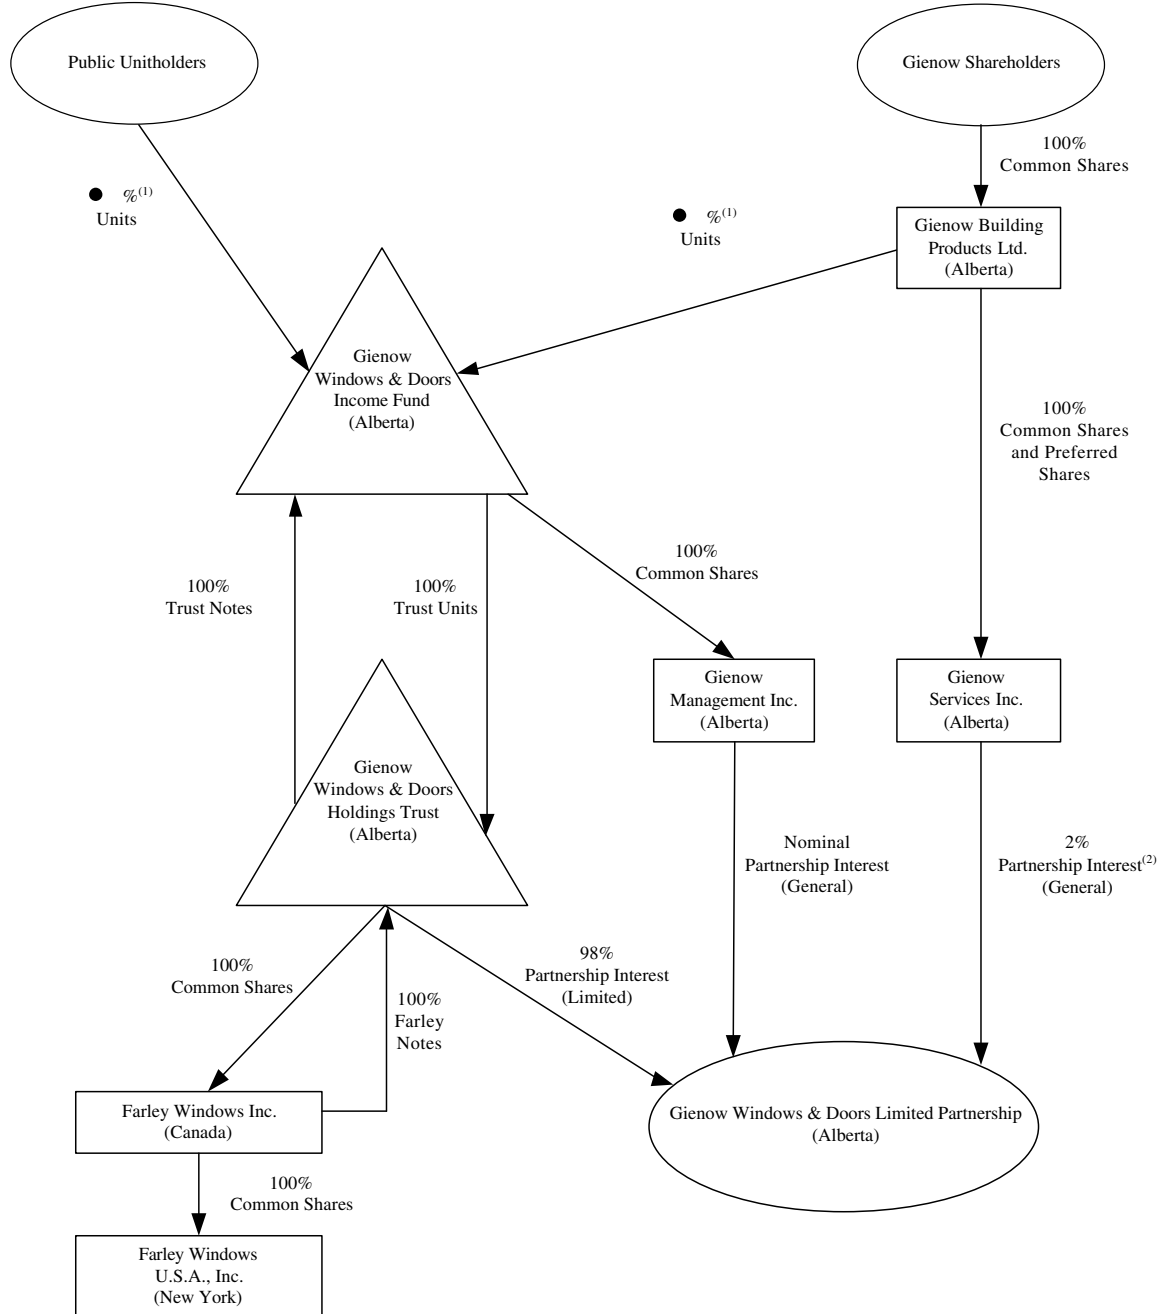 Public Unitholders
Gienow Shareholders
100%
Common Shares
● %(1)
Units
● %(1)
Units
Gienow Building
Products Ltd.
(Alberta)
Gienow
Windows & Doors
Income Fund
(Alberta)
100%
Common Shares
and Preferred
Shares
100%
Trust Notes
100%
Trust Units
100%
Common Shares
Gienow
Management Inc.
(Alberta)
Gienow
Services Inc.
(Alberta)
Gienow
Windows & Doors
Holdings Trust
(Alberta)
Nominal
Partnership Interest
(General)
2%
Partnership Interest(2)
(General)
100%
Common Shares
98%
Partnership Interest
(Limited)
100%
Farley
Notes
Farley Windows Inc.
(Canada)
Gienow Windows & Doors Limited Partnership
(Alberta)
100%
Common Shares
Farley Windows
U.S.A., Inc.
(New York)